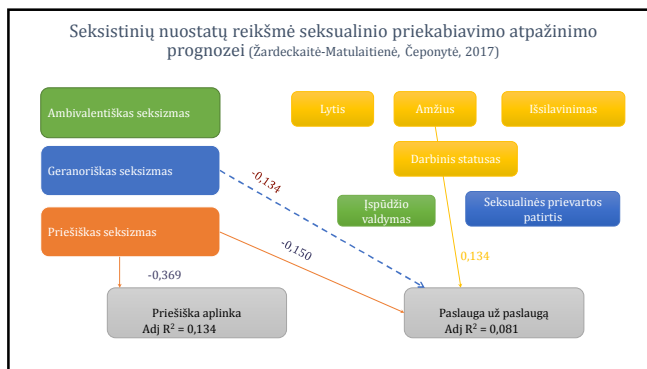 Seksistinių nuostatų reikšmė seksualinio priekabiavimo atpažinimo
prognozei (Žardeckaitė-Matulaitienė, Čeponytė, 2017)
Ambivalentiškas seksizmas
Lytis
Amžius
Išsilavinimas
Geranoriškas seksizmas
Darbinis statusas
-0,134
Įspūdžio
valdymas
Seksualinės prievartos
patirtis
Priešiškas seksizmas
-0,150
0,134
-0,369
Priešiška aplinka
Adj R² = 0,134
Paslauga už paslaugą
Adj R² = 0,081